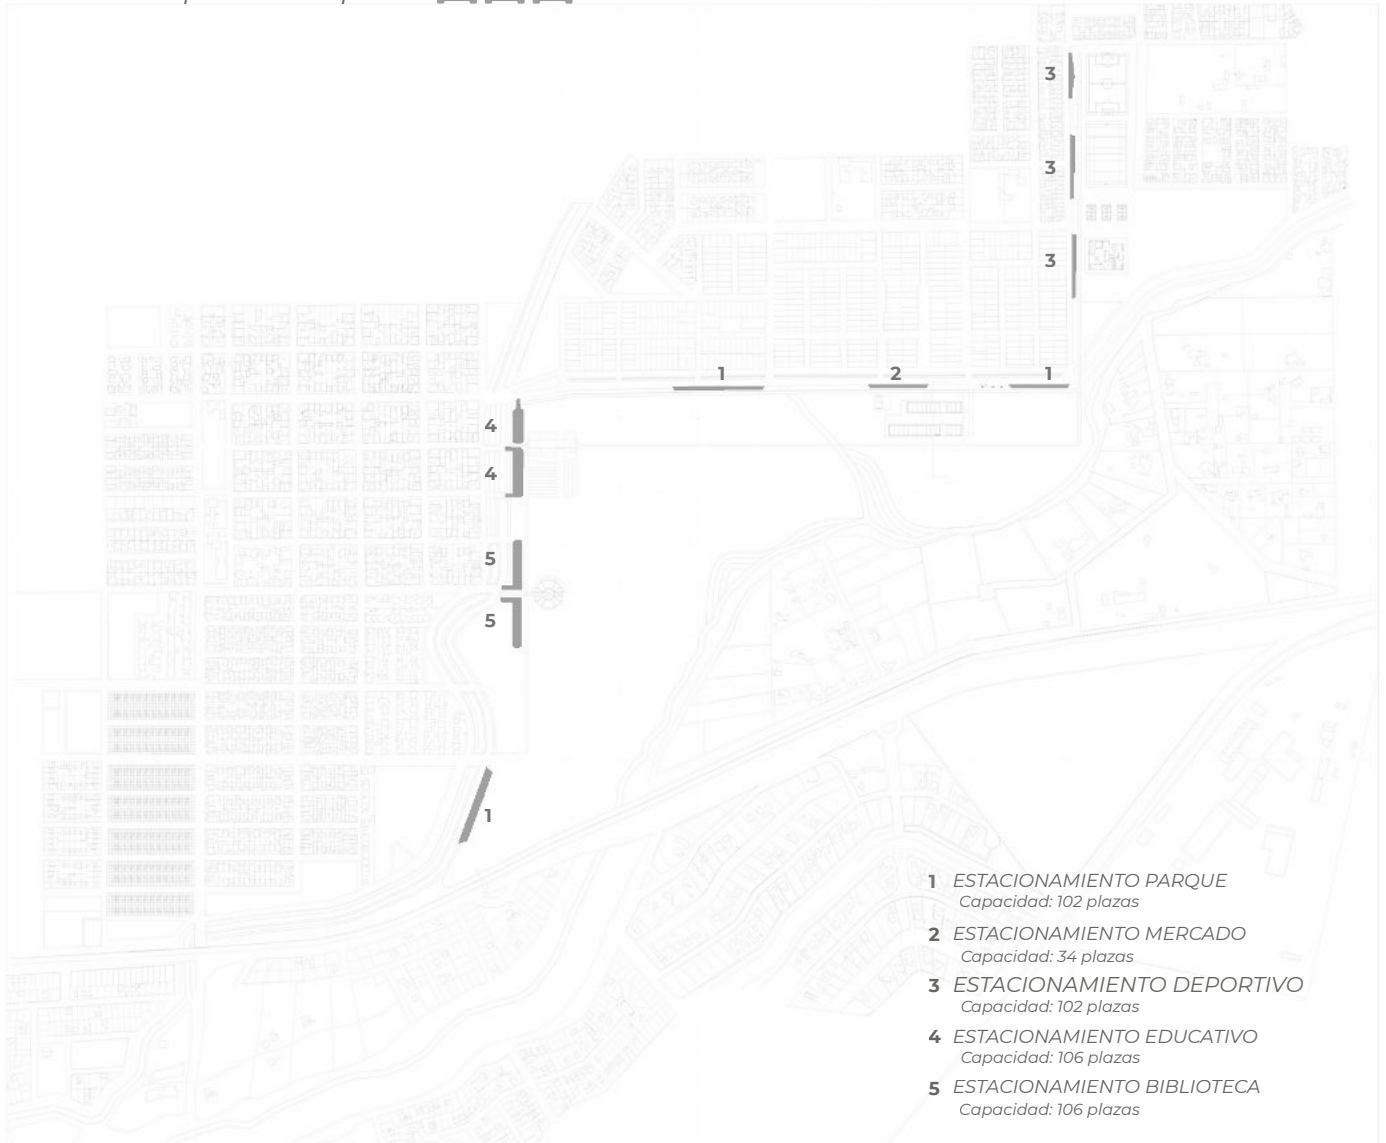 3
3
3
1 2 1
4
4
5
5
1
1 ESTACIONAMIENTO PARQUE
Capacidad: 102 plazas
2 ESTACIONAMIENTO MERCADO
Capacidad: 34 plazas
3 ESTACIONAMIENTO DEPORTIVO
Capacidad: 102 plazas
4 ESTACIONAMIENTO EDUCATIVO
Capacidad: 106 plazas
5 ESTACIONAMIENTO BIBLIOTECA
Capacidad: 106 plazas